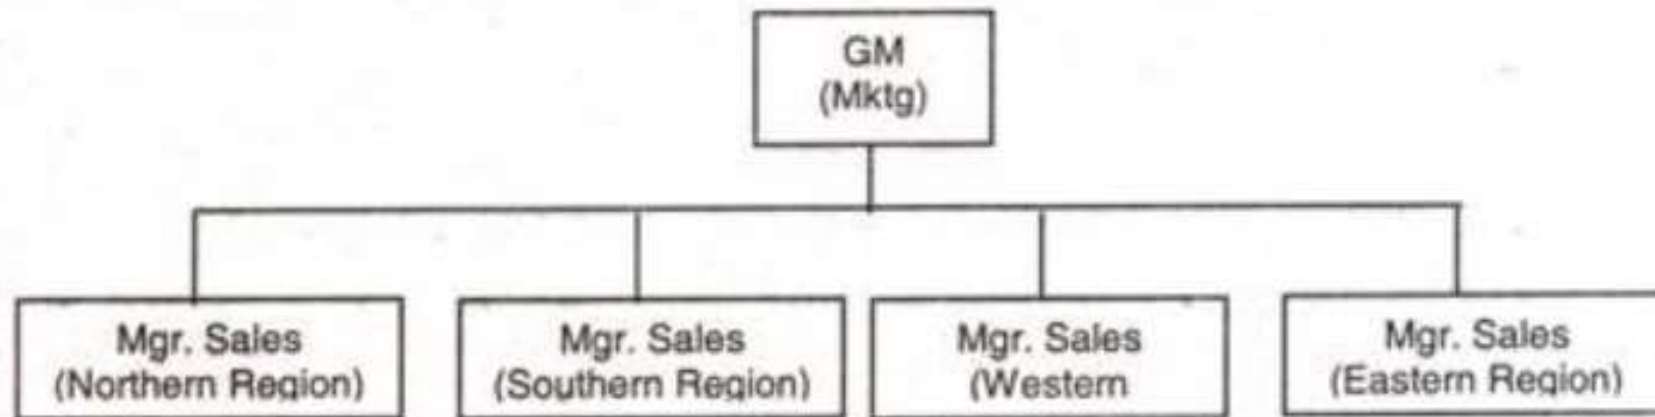 GM
(Mktg)
Mgr. Sales
(Northern Region)
Mgr. Sales
(Southern Region)
Mgr. Sales
(Western
Mgr. Sales
(Eastern Region)